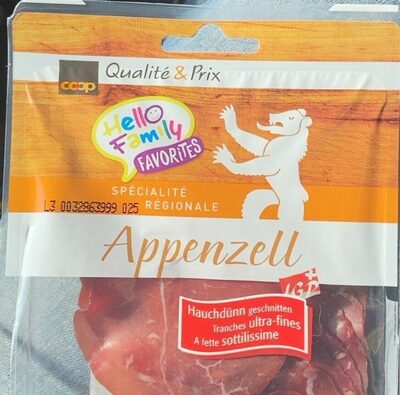 coop Qualité & Prix
Hello
Family
FAVORITES
SPÉCIALITÉ
RÉGIONALE
L3 0032863999 025
Appenzell
IGP
Hauchdünn geschnitten
Tranches ultra-fines
A fette sottilissime